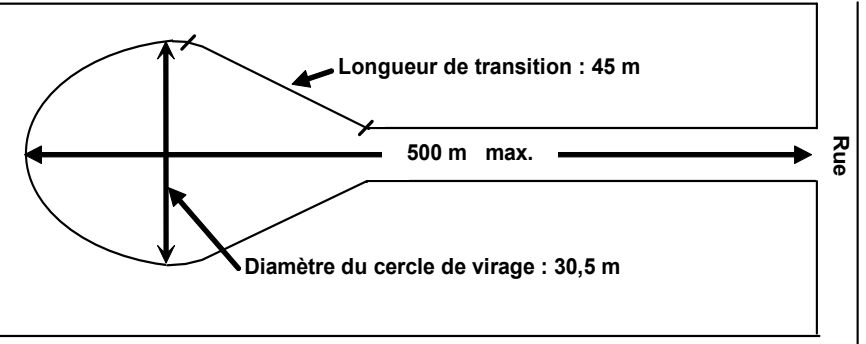 Longueur de transition : 45 m
500 m max.
Rue
Diamètre du cercle de virage : 30,5 m